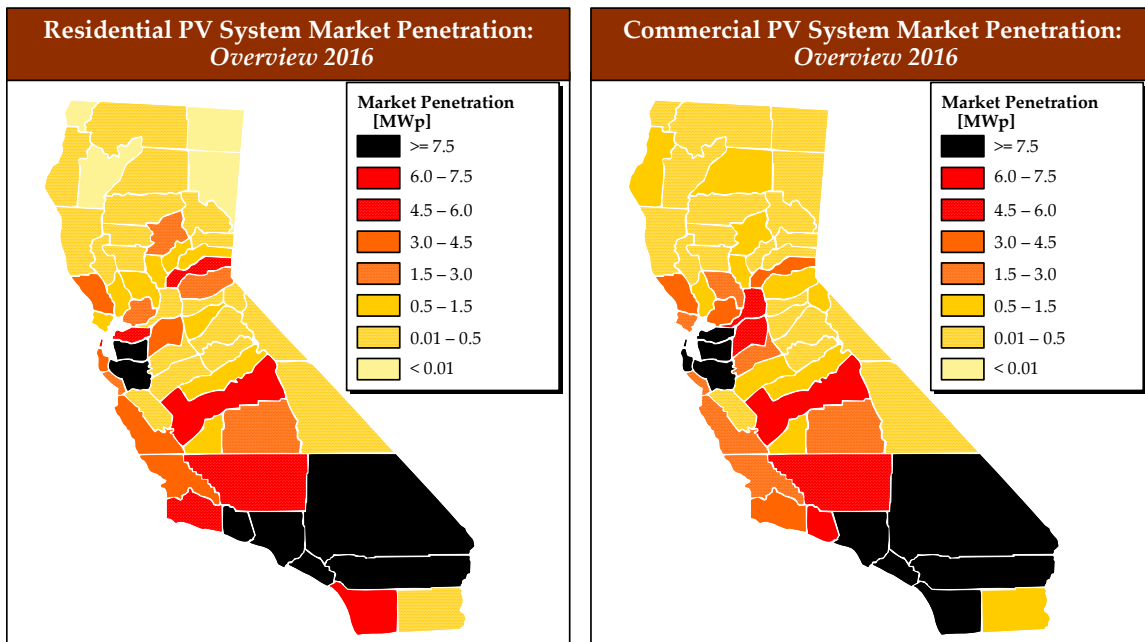 Residential PV System Market Penetration:
Overview 2016
Market Penetration
[MWp]
>= 7.5
6.0 – 7.5
4.5 – 6.0
3.0 – 4.5
1.5 – 3.0
0.5 – 1.5
0.01 – 0.5
< 0.01
Commercial PV System Market Penetration:
Overview 2016
Market Penetration
[MWp]
>= 7.5
6.0 – 7.5
4.5 – 6.0
3.0 – 4.5
1.5 – 3.0
0.5 – 1.5
0.01 – 0.5
< 0.01